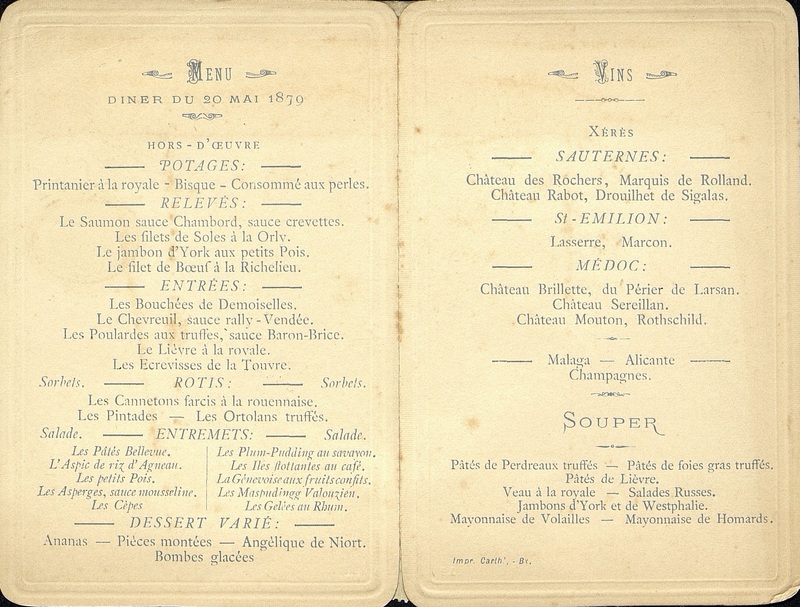 MENU
DINER DU 20 MAI 1879
HORS-D'ŒUVRE
POTAGES:
Printanier à la royale - Bisque - Consommé aux perles.
RELEVÉS:
Le Saumon sauce Chambord, sauce crevettes.
Les filets de Soles à la Orly.
Le jambon d'York aux petits Pois.
Le filet de Bœuf à la Richelieu.
ENTRÉES:
Les Bouchées de Demoiselles.
Le Chevreuil, sauce rally-Vendée.
Les Poulardes aux truffes, sauce Baron-Brice.
Le Lièvre à la royale.
Les Ecrevisses de la Touvre.
Sorbets. — ROTIS: — Sorbets.
Les Cannetons farcis à la rouennaise.
Les Pintades — Les Ortolans truffés.
Salade. — ENTREMETS: — Salade.
Les Pâtés Bellevue.
L'Aspic de riz d'Agneau.
Les petits Pois.
Les Asperges, sauce mousseline.
Les Cèpes
Les Plum-Pudding au savayon.
Les Iles flottantes au café.
La Génevoise aux fruits confits.
Les Maspudingg Valouzien.
Les Gelées au Rhum.
DESSERT VARIÉ:
Ananas — Pièces montées — Angélique de Niort.
Bombes glacées
VINS
XÉRÈS
SAUTERNES:
Château des Rochers, Marquis de Rolland.
Château Rabot, Drouilhet de Sigalas.
St-EMILION:
Lasserre, Marcon.
MÉDOC:
Château Brillette, du Périer de Larsan.
Château Sereillan.
Château Mouton, Rothschild.
Malaga — Alicante
Champagnes.
SOUPER
Pâtés de Perdreaux truffés — Pâtés de foies gras truffés.
Pâtés de Lièvre.
Veau à la royale — Salades Russes.
Jambons d'York et de Westphalie.
Mayonnaise de Volailles — Mayonnaise de Homards.
Impr. - Bx.